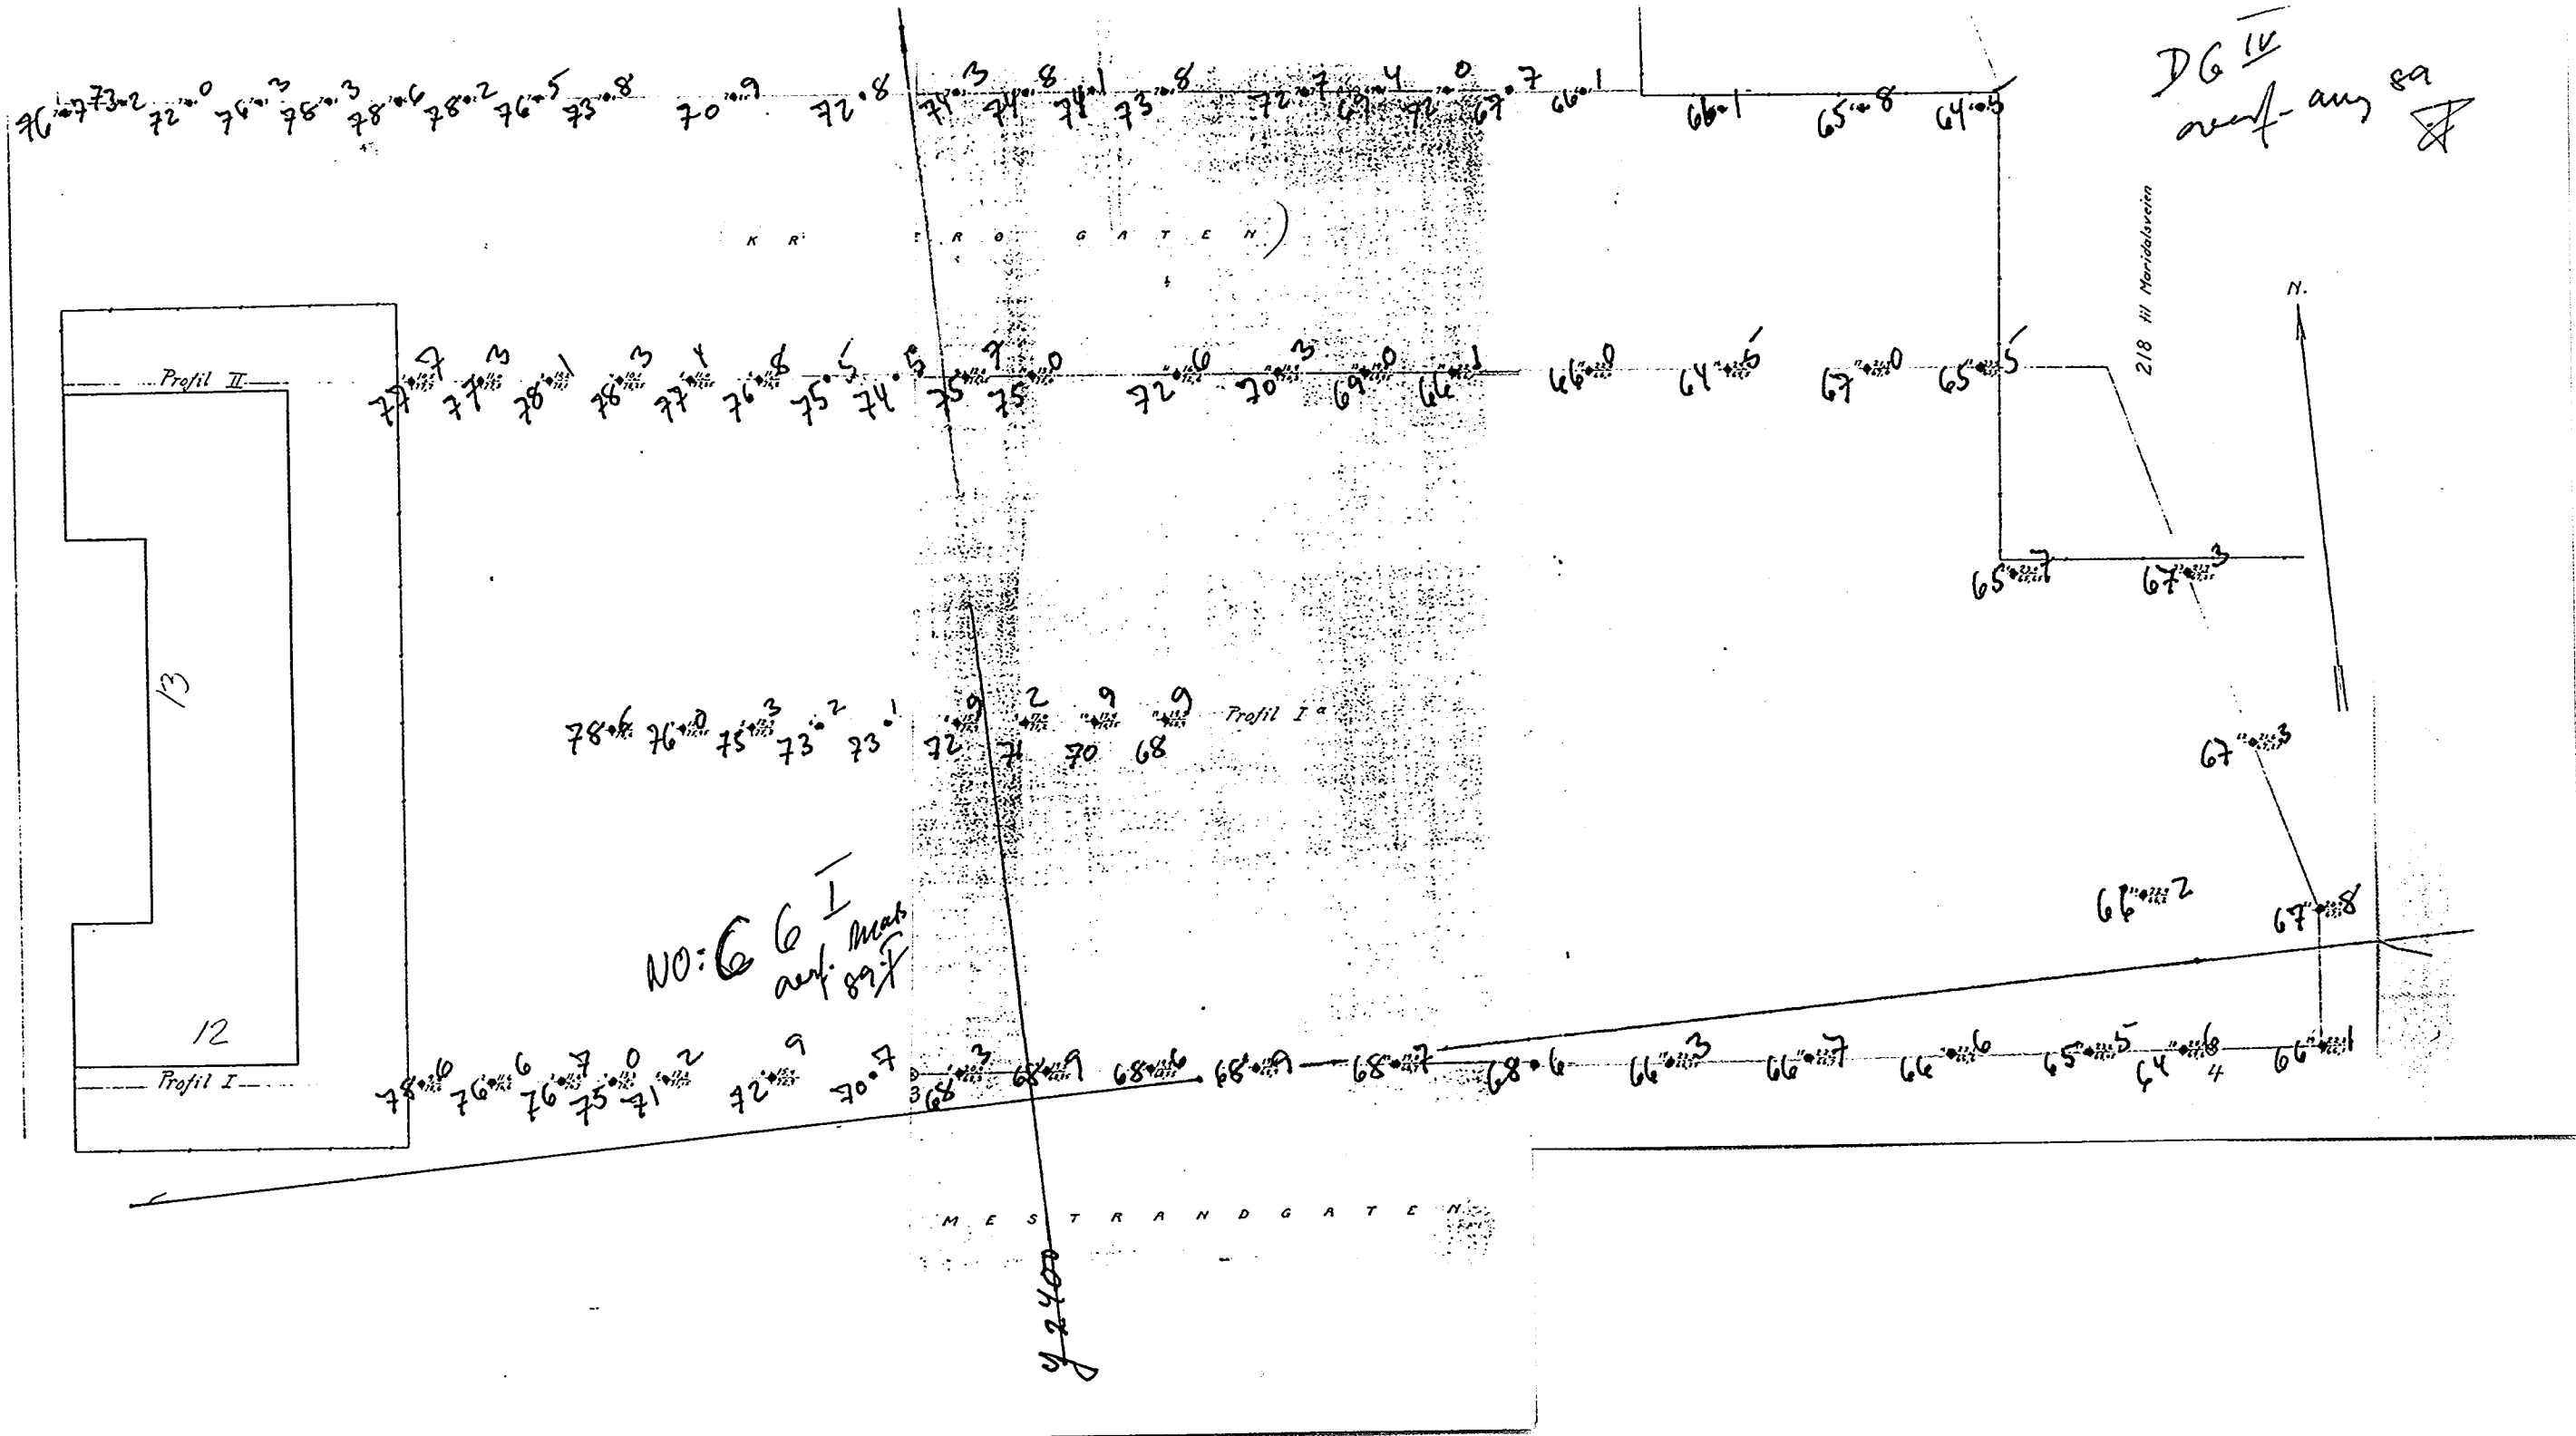 DG IV
overf. aug 89
76.7 73.2 72.0 76.3 78.3 78.6 78.2 76.5 73.8 70.9 72.8 74.3 74.8 74.1 73.8 72.7 69.4 72.0 67.7 66.1 66.1 65.8 64.5
218 til Maridalsveien
KR ERO GATEN)
N.
Profil II
77.7 77.3 78.1 78.3 77.4 76.8 75.5 74.5 75.7 75.0 72.6 70.3 69.0 66.1 66.0 64.5 67.0 65.5
65.7 67.3
13
78.6 76.0 75.3 73.2 73.1 72.9 71.2 70.9 68.9 Profil I a
67.3
NO: G6 I
overf. mars
89
66.2 67.8
12
Profil I
78.6 76.6 76.7 75.0 71.2 72.9 70.7 68.3 68.9 68.6 68.9 68.7 68.6 66.3 66.7 66.6 65.5 64.6 66.1
4
MESTRANDGATEN
y 2400